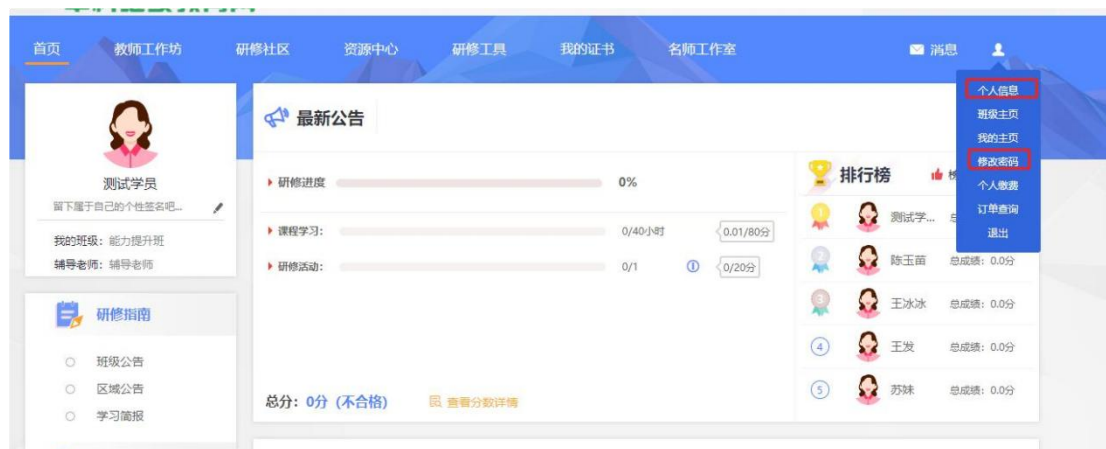 首页 教师工作坊 研修社区 资源中心 研修工具 我的证书 名师工作室 消息
个人信息
班级主页
我的主页
修改密码
个人缴费
订单查询
退出
测试学员
留下属于自己的个性签名吧...
我的班级：能力提升班
辅导老师：辅导老师
研修指南
班级公告
区域公告
学习简报
最新公告
研修进度 0%
课程学习： 0/40小时 0.01/80分
研修活动： 0/1 0/20分
总分：0分 (不合格) 查看分数详情
排行榜
1 测试学...
2 陈玉苗 总成绩：0.0分
3 王冰冰 总成绩：0.0分
4 王发 总成绩：0.0分
5 苏妹 总成绩：0.0分